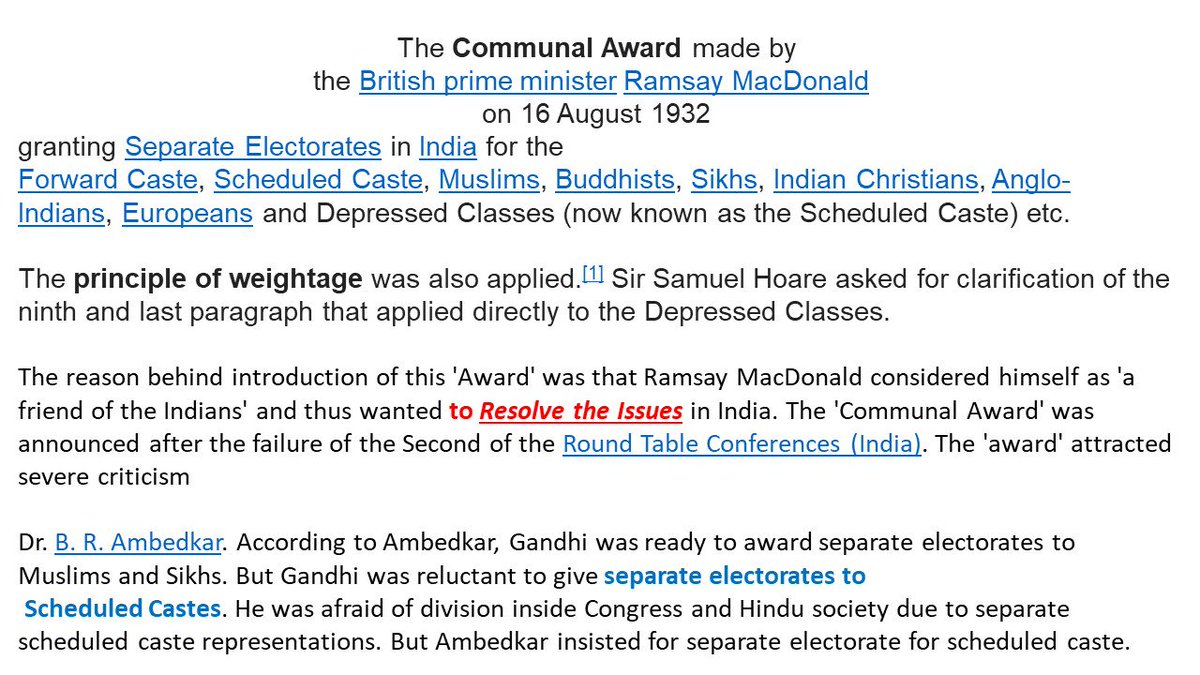 The Communal Award made by
the British prime minister Ramsay MacDonald
on 16 August 1932
granting Separate Electorates in India for the
Forward Caste, Scheduled Caste, Muslims, Buddhists, Sikhs, Indian Christians, Anglo-
Indians, Europeans and Depressed Classes (now known as the Scheduled Caste) etc.
The principle of weightage was also applied.[1] Sir Samuel Hoare asked for clarification of the
ninth and last paragraph that applied directly to the Depressed Classes.
The reason behind introduction of this 'Award' was that Ramsay MacDonald considered himself as 'a
friend of the Indians' and thus wanted to Resolve the Issues in India. The 'Communal Award' was
announced after the failure of the Second of the Round Table Conferences (India). The 'award' attracted
severe criticism
Dr. B. R. Ambedkar. According to Ambedkar, Gandhi was ready to award separate electorates to
Muslims and Sikhs. But Gandhi was reluctant to give separate electorates to
Scheduled Castes. He was afraid of division inside Congress and Hindu society due to separate
scheduled caste representations. But Ambedkar insisted for separate electorate for scheduled caste.